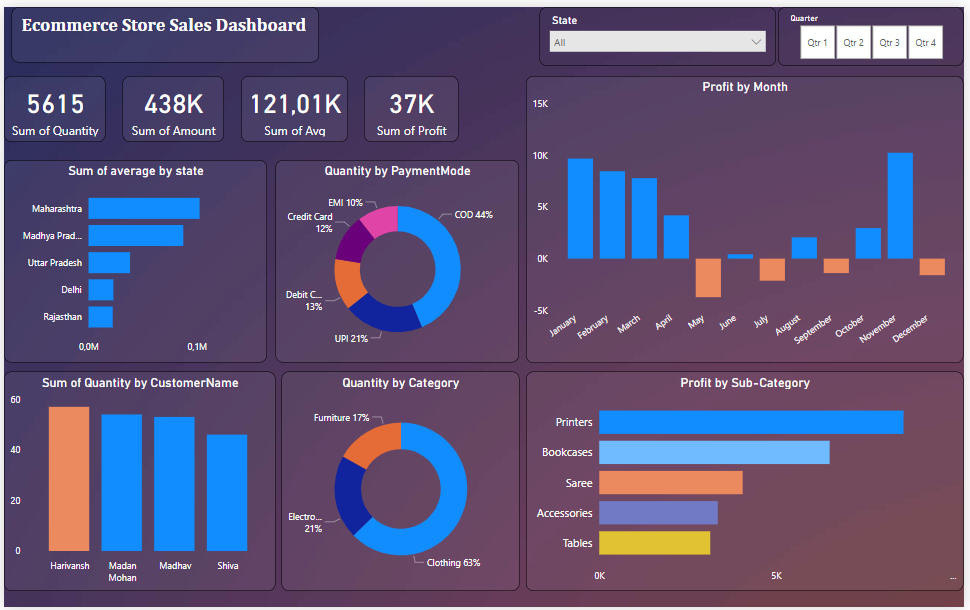 Ecommerce Store Sales Dashboard
State
All
Quarter
Qtr 1
Qtr 2
Qtr 3
Qtr 4
5615
Sum of Quantity
438K
Sum of Amount
121,01K
Sum of Avg
37K
Sum of Profit
Profit by Month
15K
10K
5K
0K
-5K
January
February
March
April
May
June
July
August
September
October
November
December
Sum of average by state
Maharashtra
Madhya Prad...
Uttar Pradesh
Delhi
Rajasthan
0,0M
0,1M
Quantity by PaymentMode
EMI 10%
Credit Card
12%
COD 44%
Debit C...
13%
UPI 21%
Sum of Quantity by CustomerName
60
40
20
0
Harivansh
Madan
Mohan
Madhav
Shiva
Quantity by Category
Furniture 17%
Electro...
21%
Clothing 63%
Profit by Sub-Category
Printers
Bookcases
Saree
Accessories
Tables
0K
5K
...